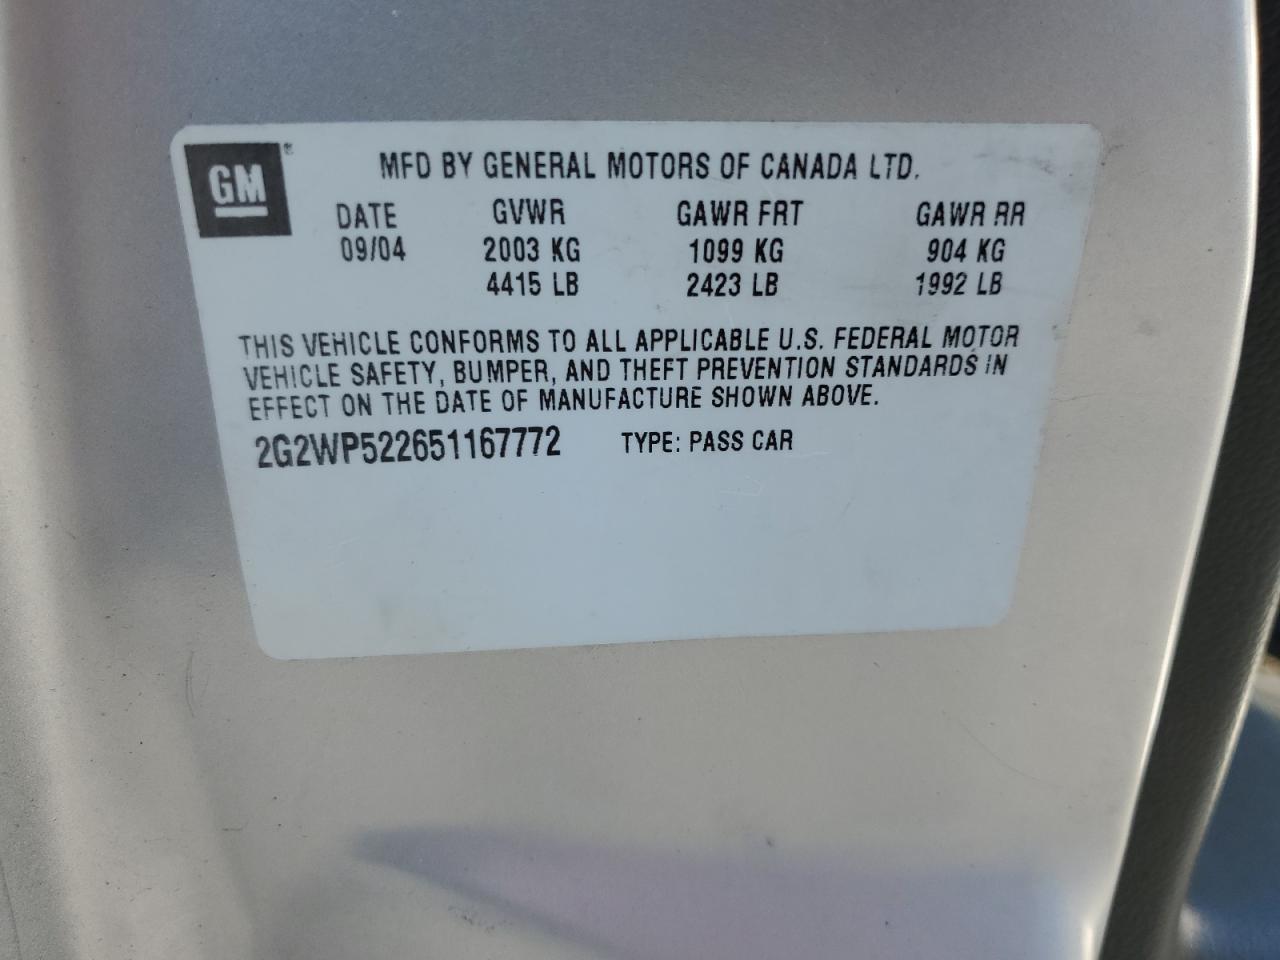 GM®
MFD BY GENERAL MOTORS OF CANADA LTD.
DATE GVWR GAWR FRT GAWR RR
09/04 2003 KG 1099 KG 904 KG
4415 LB 2423 LB 1992 LB
THIS VEHICLE CONFORMS TO ALL APPLICABLE U.S. FEDERAL MOTOR
VEHICLE SAFETY, BUMPER, AND THEFT PREVENTION STANDARDS IN
EFFECT ON THE DATE OF MANUFACTURE SHOWN ABOVE.
2G2WP522651167772 TYPE: PASS CAR